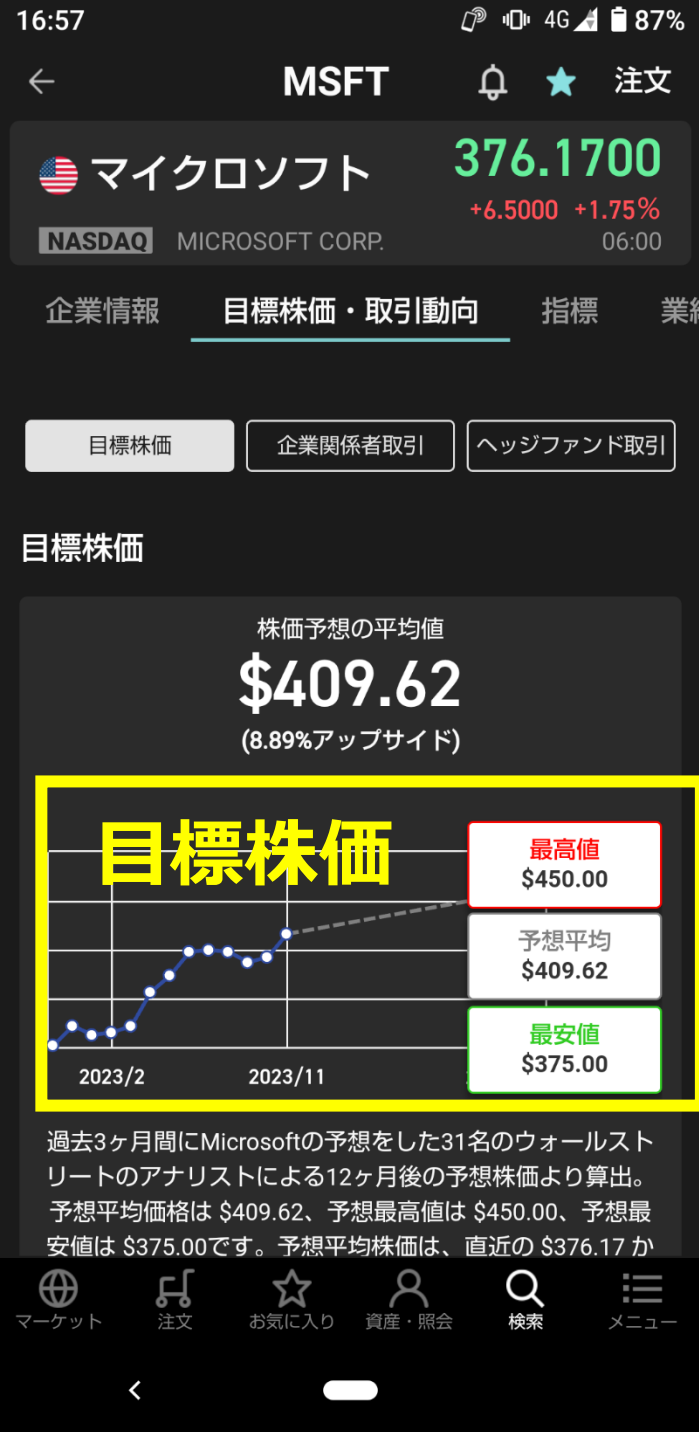 16:57 4G 87%
MSFT 注文
マイクロソフト 376.1700
+6.5000 +1.75%
NASDAQ MICROSOFT CORP. 06:00
企業情報 目標株価・取引動向 指標 業績
目標株価 企業関係者取引 ヘッジファンド取引
目標株価
株価予想の平均値
$409.62
(8.89%アップサイド)
目標株価
最高値
$450.00
予想平均
$409.62
最安値
$375.00
2023/2 2023/11
過去3ヶ月間にMicrosoftの予想をした31名のウォールスト
リートのアナリストによる12ヶ月後の予想株価より算出。
予想平均価格は $409.62、予想最高値は $450.00、予想最
安値は $375.00です。予想平均株価は、直近の $376.17 か
マーケット 注文 お気に入り 資産・照会 検索 メニュー